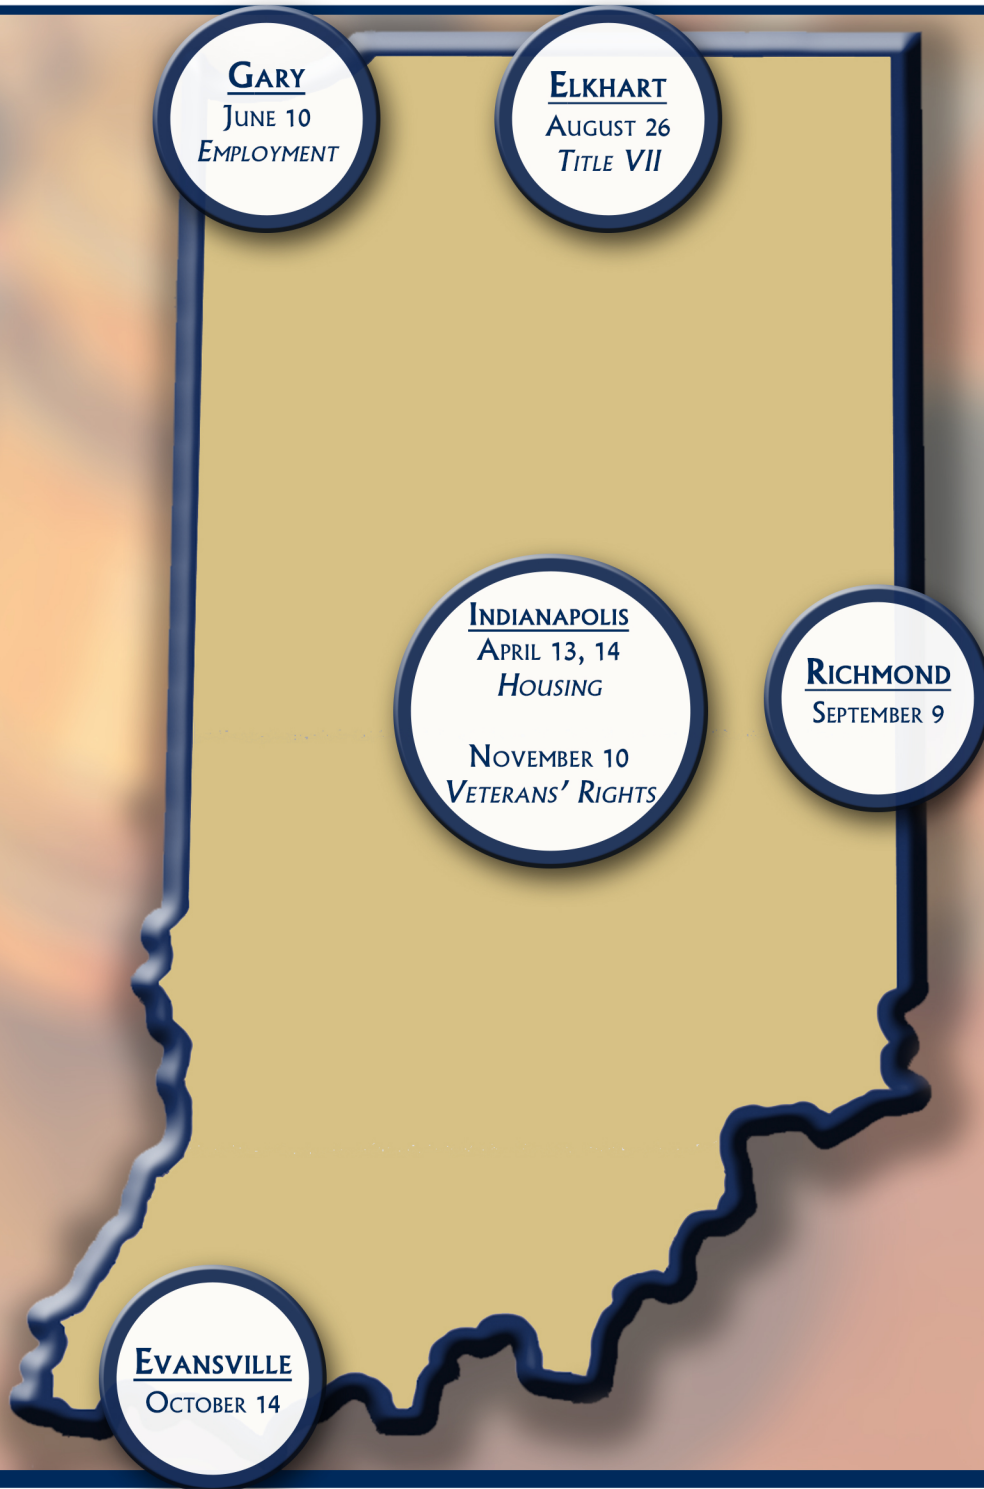 Gary
June 10
Employment
Elkhart
August 26
Title VII
Indianapolis
April 13, 14
Housing
November 10
Veterans' Rights
Richmond
September 9
Evansville
October 14